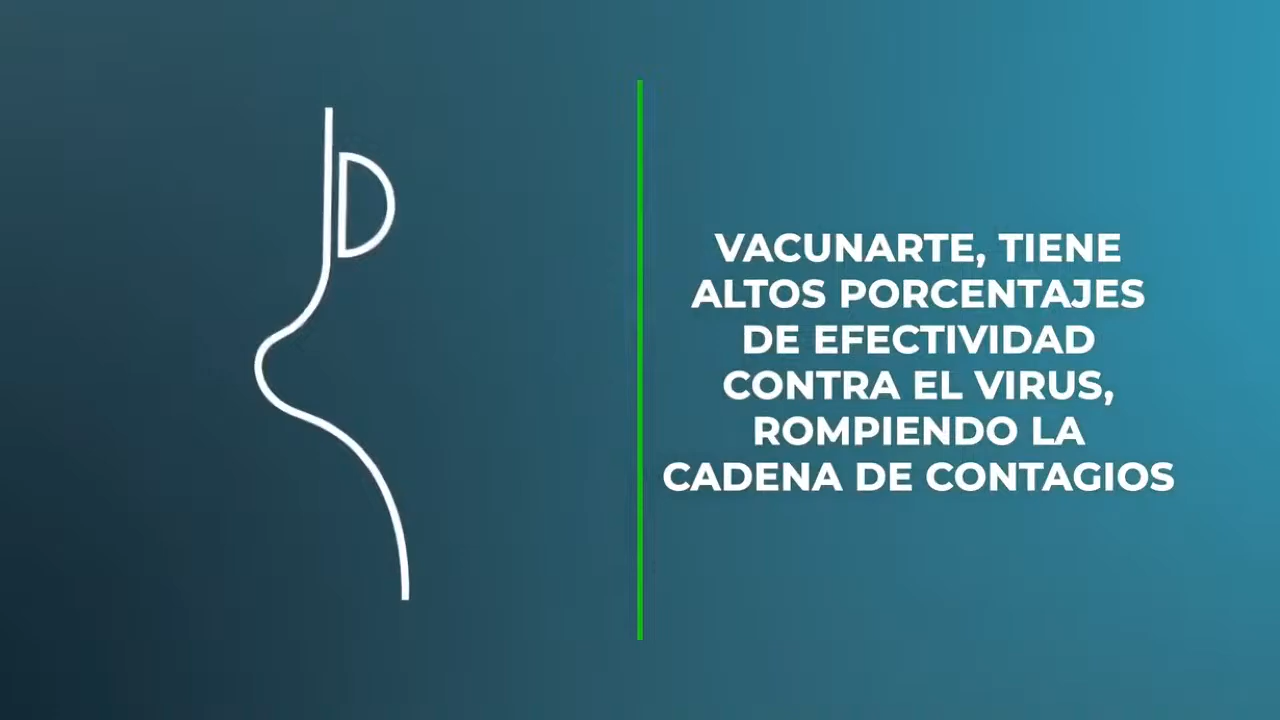 VACUNARTE, TIENE
ALTOS PORCENTAJES
DE EFECTIVIDAD
CONTRA EL VIRUS,
ROMPIENDO LA
CADENA DE CONTAGIOS